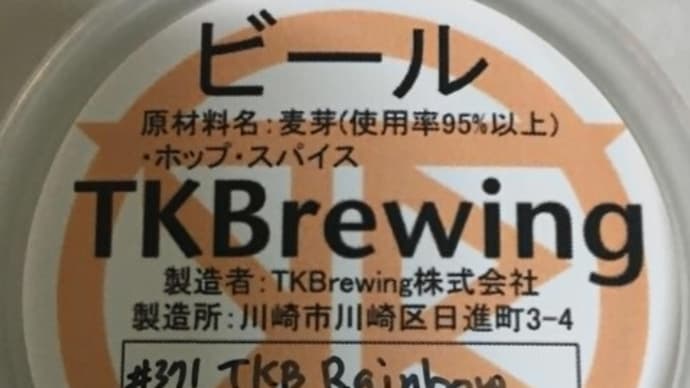 ビール
原材料名:麦芽(使用率95%以上)
・ホップ・スパイス
TKBrewing
製造者:TKBrewing株式会社
製造所:川崎市川崎区日進町3-4
#371 TKB Rainbow